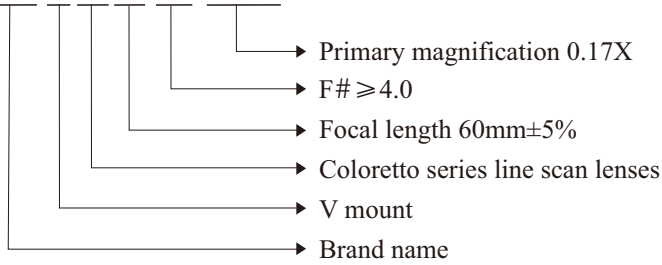 Primary magnification 0.17X
F#⩾4.0
Focal length 60mm±5%
Coloretto series line scan lenses
V mount
Brand name